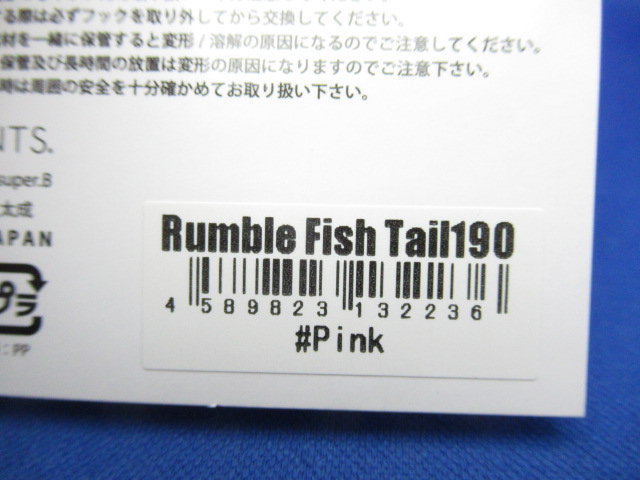 する際は必ずフックを取り外してから交換してください。
材を一緒に保管すると変形/溶解の原因になるのでご注意してください。
保管及び長時間の放置は変形の原因になりますのでご注意下さい。
時は周囲の安全を十分確かめてお取り扱い下さい。
NTS.
super.B
太成
APAN
プラ
: PP
Rumble Fish Tail190
4 589823 132236
#Pink